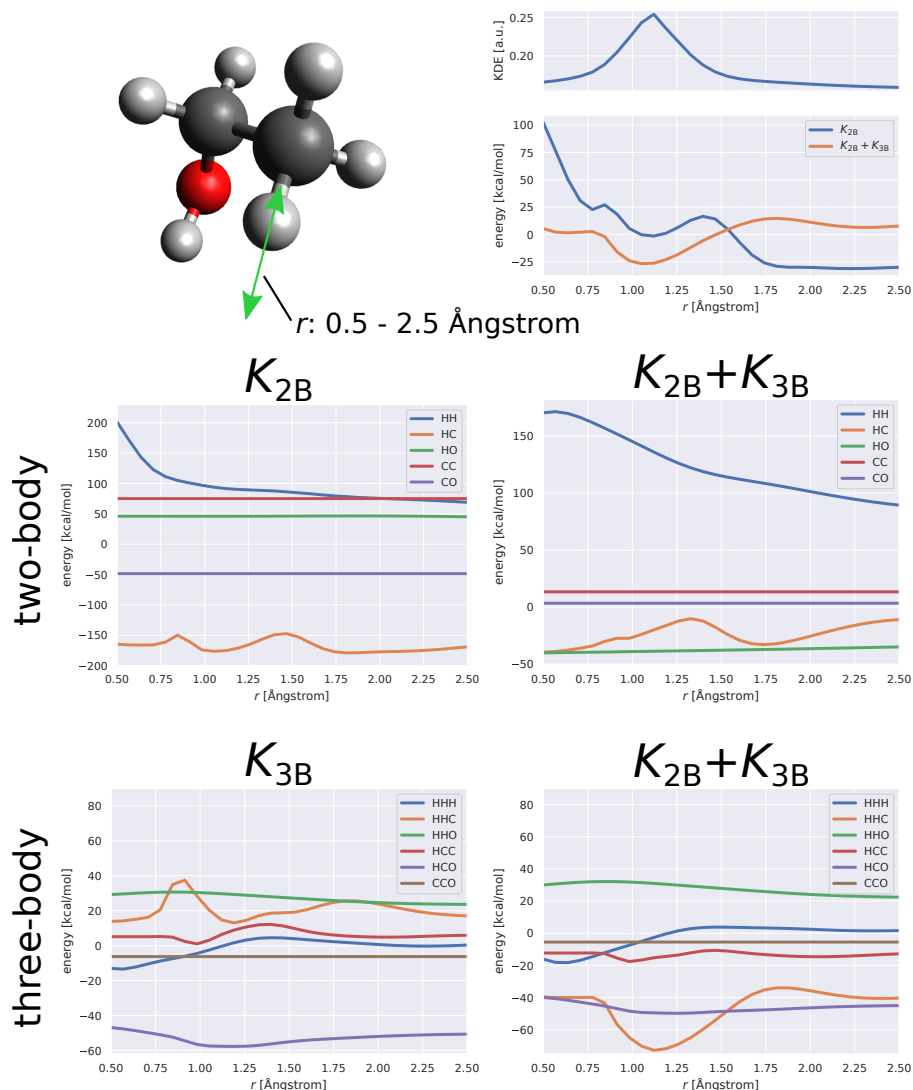 0.25
0.20
KDE [a.u.]
100
75
50
25
0
−25
energy [kcal/mol]
K2B
K2B + K3B
0.50 0.75 1.00 1.25 1.50 1.75 2.00 2.25 2.50
r [Ångstrom]
r: 0.5 - 2.5 Ångstrom
K2B
K2B+K3B
two-body
200
150
100
50
0
−50
−100
−150
−200
energy [kcal/mol]
HH
HC
HO
CC
CO
0.50 0.75 1.00 1.25 1.50 1.75 2.00 2.25 2.50
r [Ångstrom]
150
100
50
0
−50
energy [kcal/mol]
HH
HC
HO
CC
CO
0.50 0.75 1.00 1.25 1.50 1.75 2.00 2.25 2.50
r [Ångstrom]
K3B
K2B+K3B
three-body
80
60
40
20
0
−20
−40
−60
energy [kcal/mol]
HHH
HHC
HHO
HCC
HCO
CCO
0.50 0.75 1.00 1.25 1.50 1.75 2.00 2.25 2.50
r [Ångstrom]
80
60
40
20
0
−20
−40
−60
energy [kcal/mol]
HHH
HHC
HHO
HCC
HCO
CCO
0.50 0.75 1.00 1.25 1.50 1.75 2.00 2.25 2.50
r [Ångstrom]